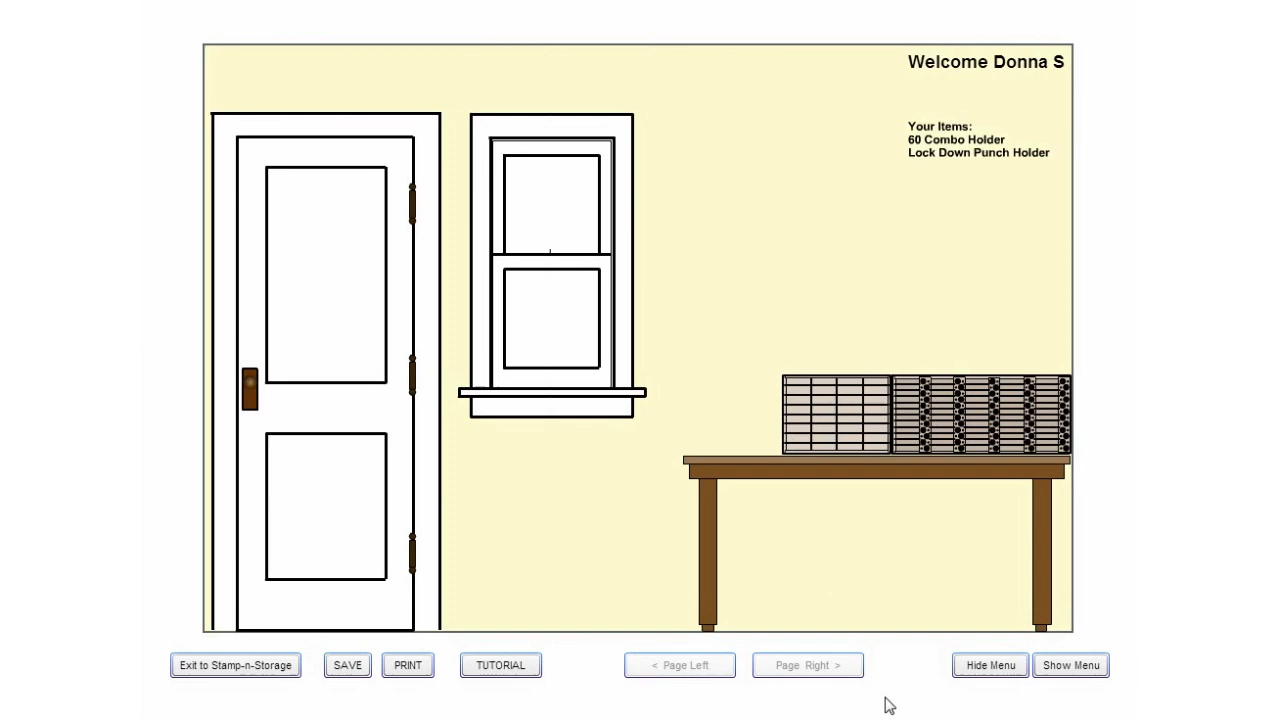 Welcome Donna S
Your Items:
60 Combo Holder
Lock Down Punch Holder
Exit to Stamp-n-Storage
SAVE
PRINT
TUTORIAL
< Page Left
Page Right >
Hide Menu
Show Menu